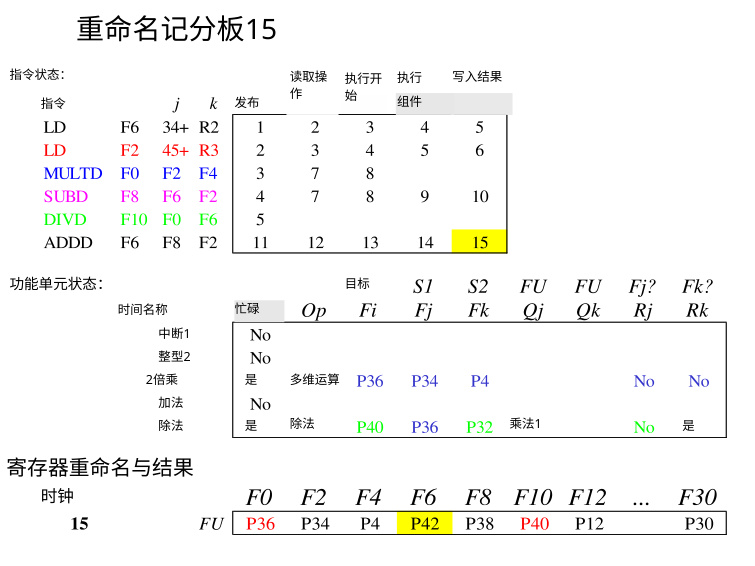 重命名记分板15
指令状态:
读取操作 执行开始 执行 写入结果
指令 j k 发布 组件
LD F6 34+ R2 1 2 3 4 5
LD F2 45+ R3 2 3 4 5 6
MULTD F0 F2 F4 3 7 8
SUBD F8 F6 F2 4 7 8 9 10
DIVD F10 F0 F6 5
ADDD F6 F8 F2 11 12 13 14 15
功能单元状态: 目标 S1 S2 FU FU Fj? Fk?
时间名称 忙碌 Op Fi Fj Fk Qj Qk Rj Rk
中断1 No
整型2 No
2倍乘 是 多维运算 P36 P34 P4 No No
加法 No
除法 是 除法 P40 P36 P32 乘法1 No 是
寄存器重命名与结果
时钟 F0 F2 F4 F6 F8 F10 F12 ... F30
15 FU P36 P34 P4 P42 P38 P40 P12 P30